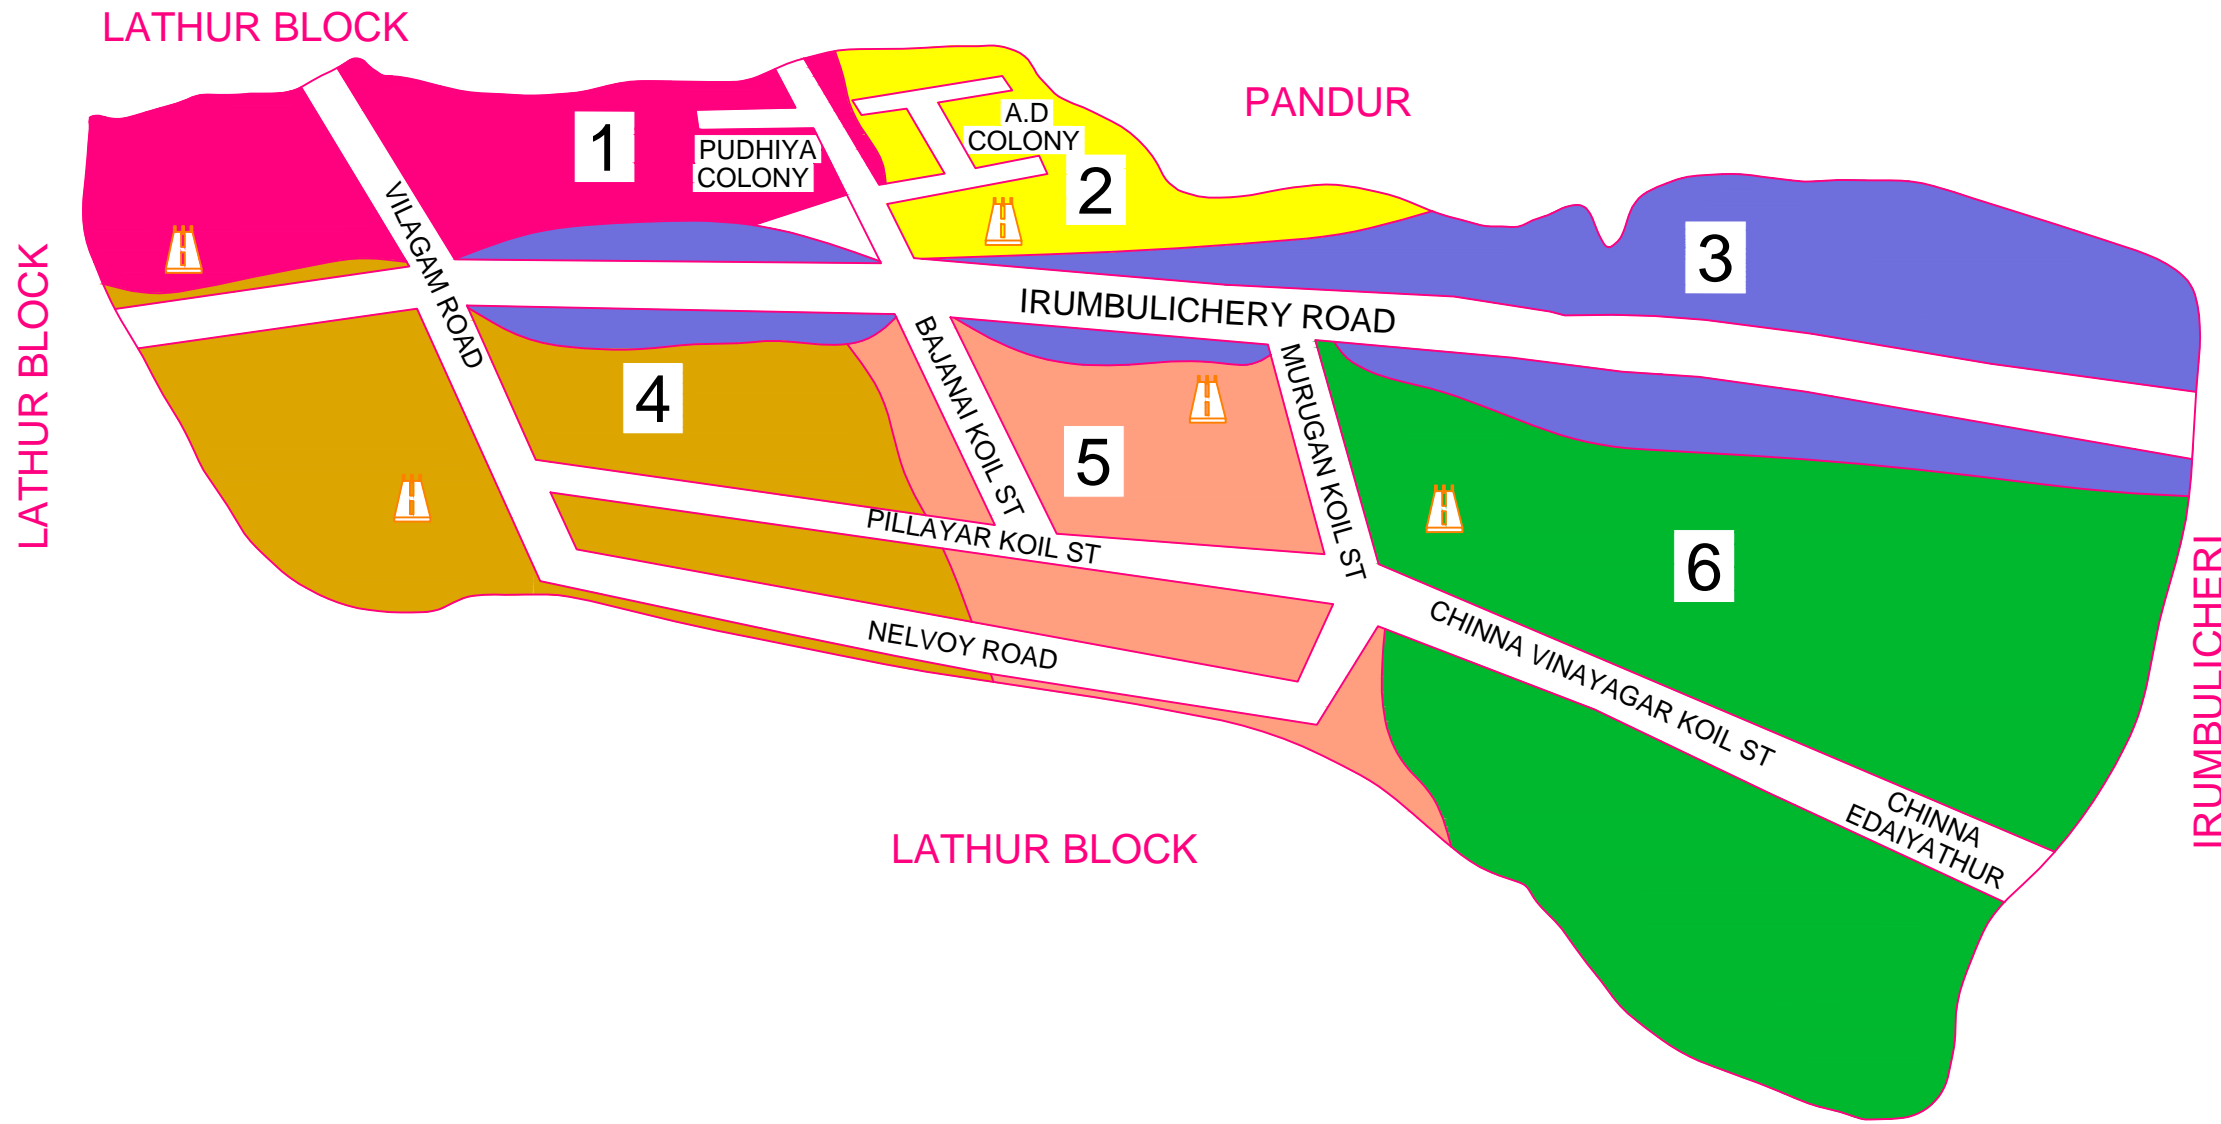 LATHUR BLOCK
PANDUR
A.D
COLONY
1
PUDHIYA
COLONY
2
VILAGAM ROAD
3
LATHUR BLOCK
IRUMBULICHERY ROAD
BAJANAI KOIL ST
MURUGAN KOIL ST
4
5
PILLAYAR KOIL ST
6
NELVOY ROAD
CHINNA VINAYAGAR KOIL ST
IRUMBULICHERI
CHINNA
EDAIYATHUR
LATHUR BLOCK